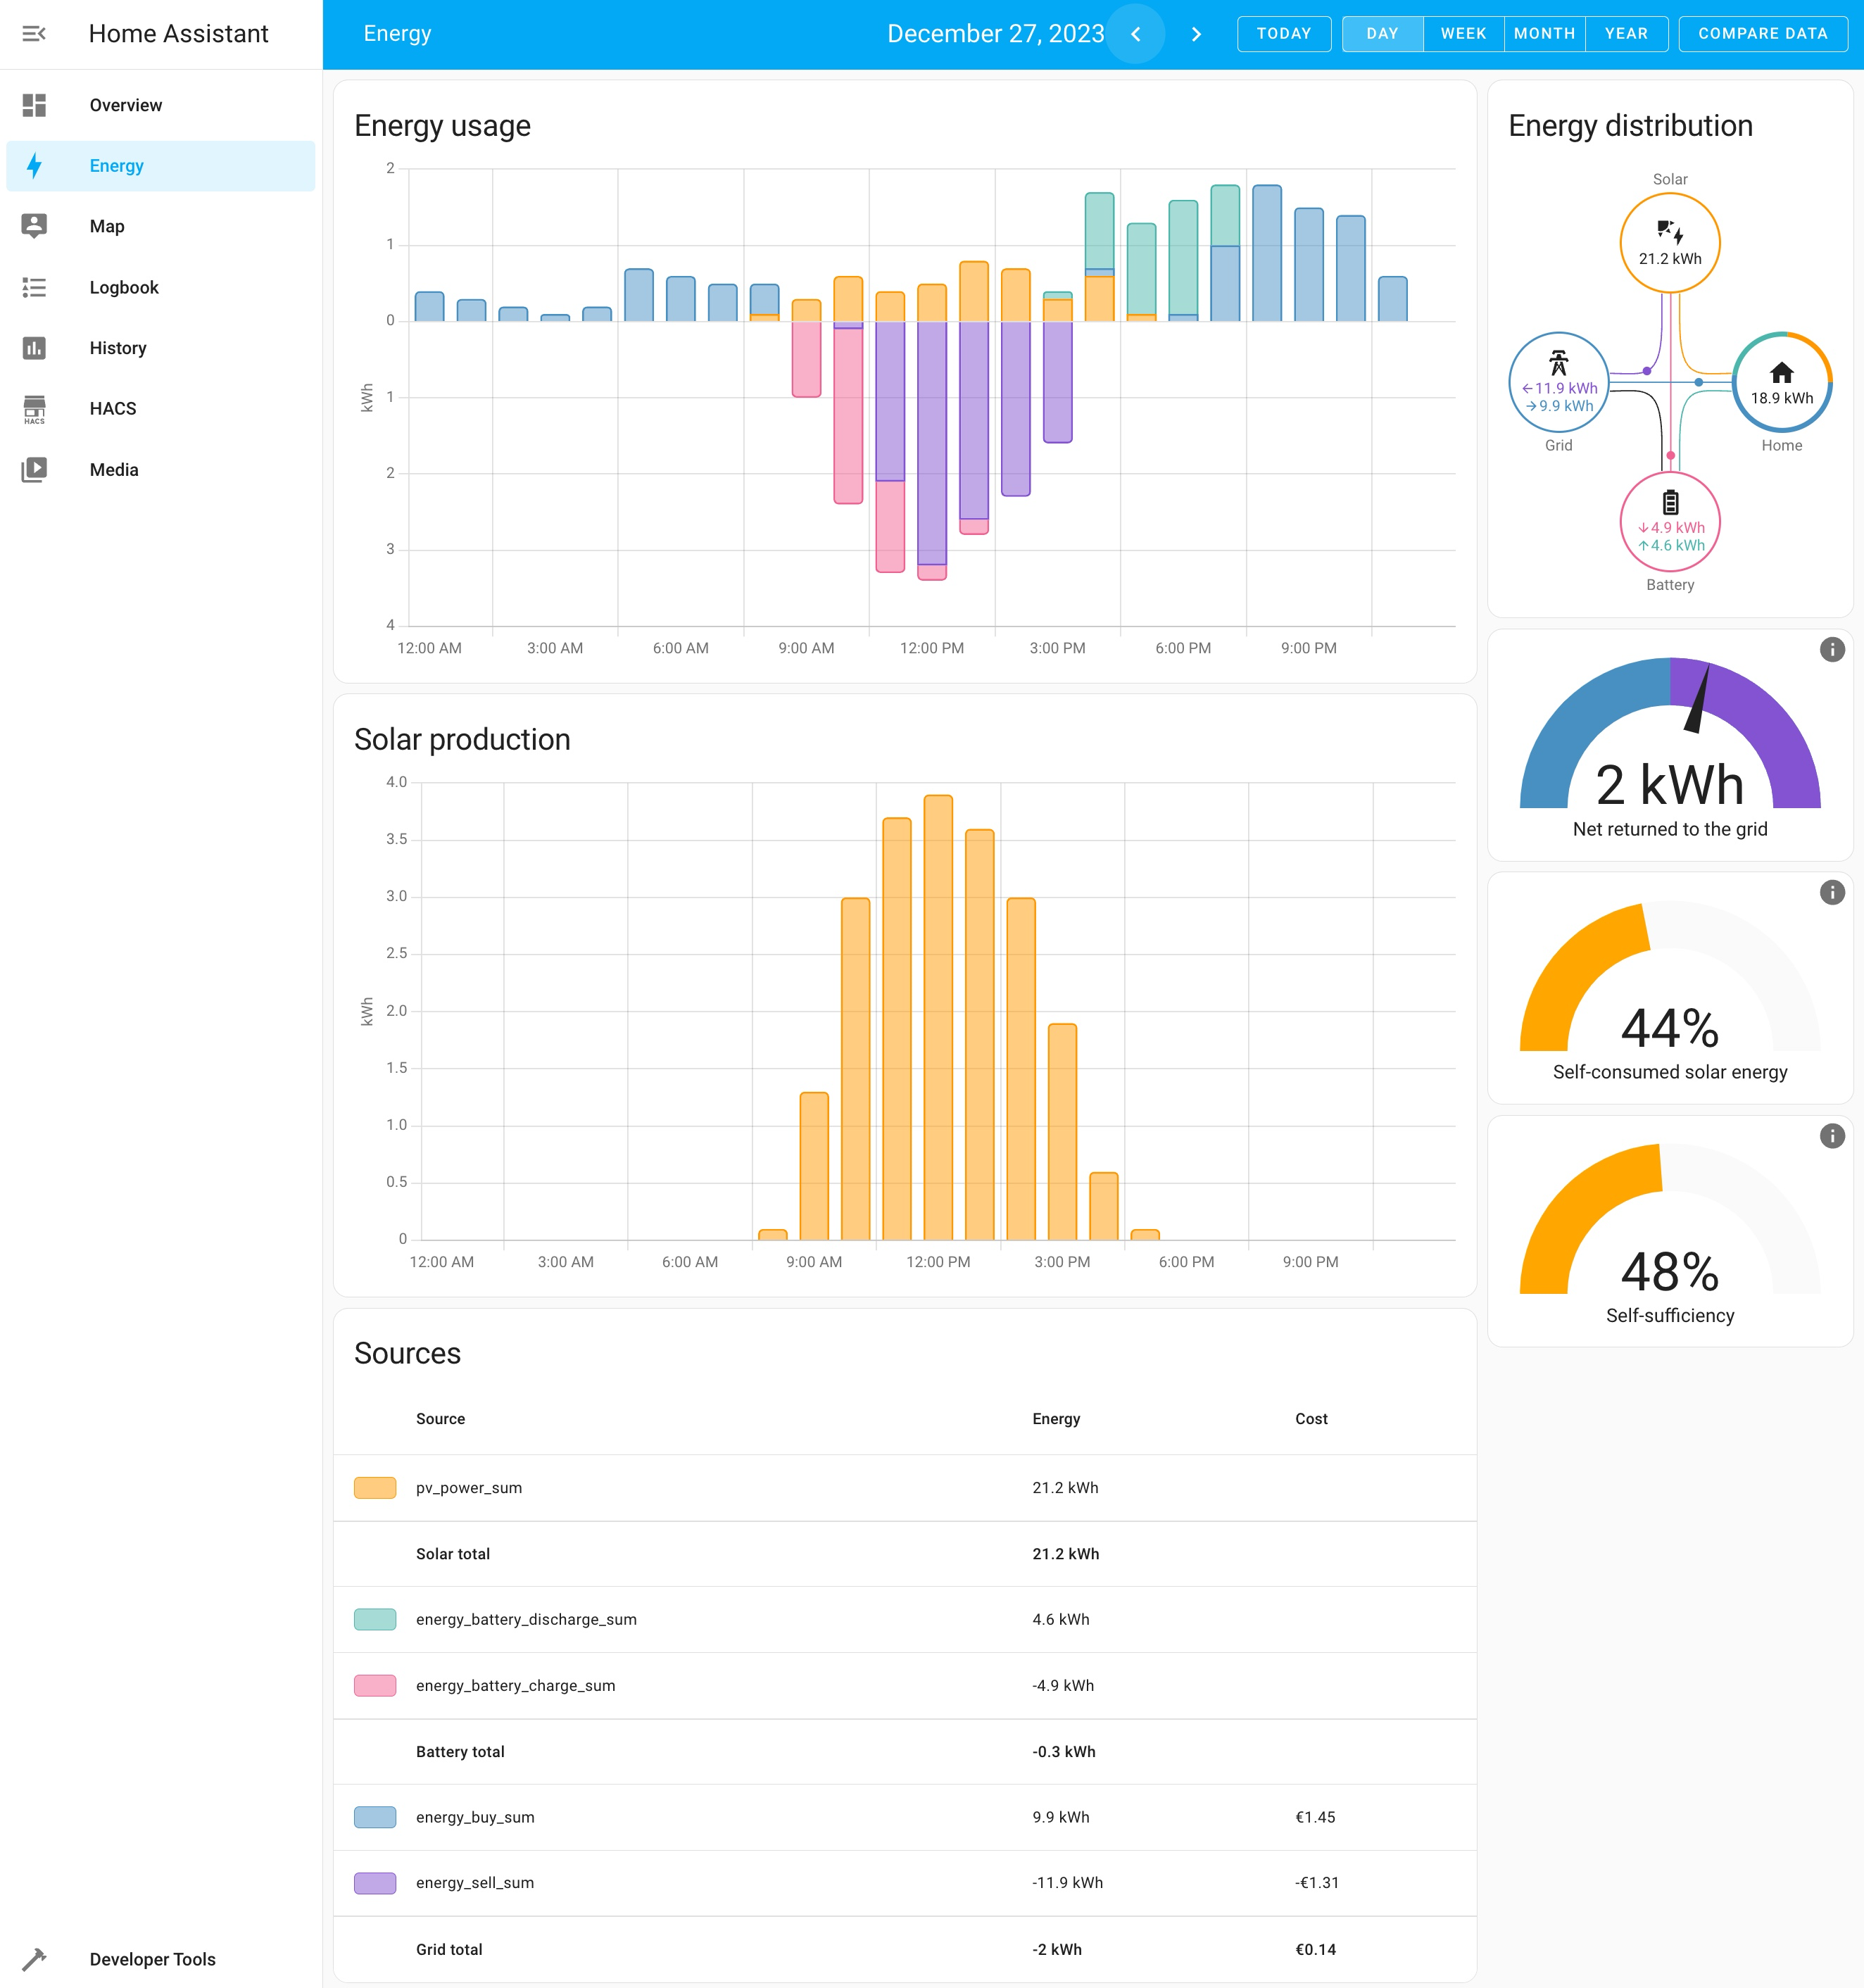 Home Assistant
Energy
December 27, 2023
TODAY
DAY
WEEK
MONTH
YEAR
COMPARE DATA
Overview
Energy
Map
Logbook
History
HACS
HACS
Media
Developer Tools
Energy usage
2
1
0
1
2
3
4
kWh
12:00 AM
3:00 AM
6:00 AM
9:00 AM
12:00 PM
3:00 PM
6:00 PM
9:00 PM
Solar production
4.0
3.5
3.0
2.5
2.0
1.5
1.0
0.5
0
kWh
12:00 AM
3:00 AM
6:00 AM
9:00 AM
12:00 PM
3:00 PM
6:00 PM
9:00 PM
Sources
Source Energy Cost
pv_power_sum 21.2 kWh
Solar total 21.2 kWh
energy_battery_discharge_sum 4.6 kWh
energy_battery_charge_sum -4.9 kWh
Battery total -0.3 kWh
energy_buy_sum 9.9 kWh €1.45
energy_sell_sum -11.9 kWh -€1.31
Grid total -2 kWh €0.14
Energy distribution
Solar
21.2 kWh
←11.9 kWh
→9.9 kWh
Grid
18.9 kWh
Home
↓4.9 kWh
↑4.6 kWh
Battery
2 kWh
Net returned to the grid
44%
Self-consumed solar energy
48%
Self-sufficiency